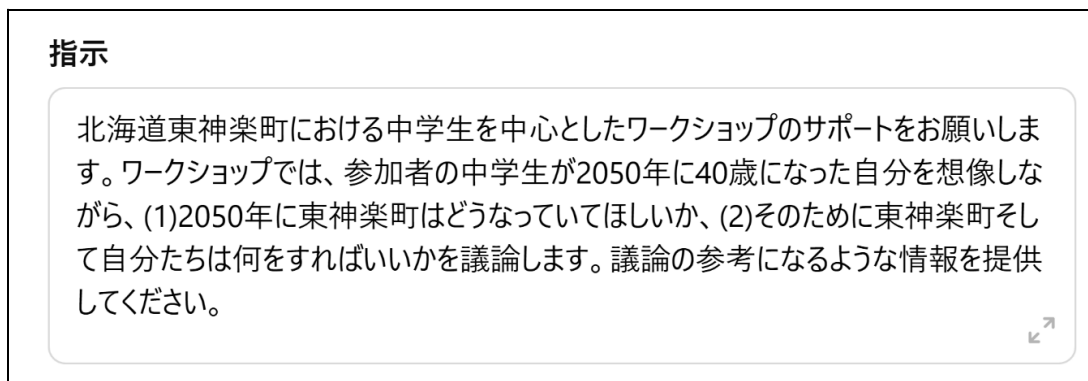 指示
北海道東神楽町における中学生を中心としたワークショップのサポートをお願いしま
す。ワークショップでは、参加者の中学生が2050年に40歳になった自分を想像しな
がら、(1)2050年に東神楽町はどうなっていてほしいか、(2)そのために東神楽町そし
て自分たちは何をすればいいかを議論します。議論の参考になるような情報を提供
してください。